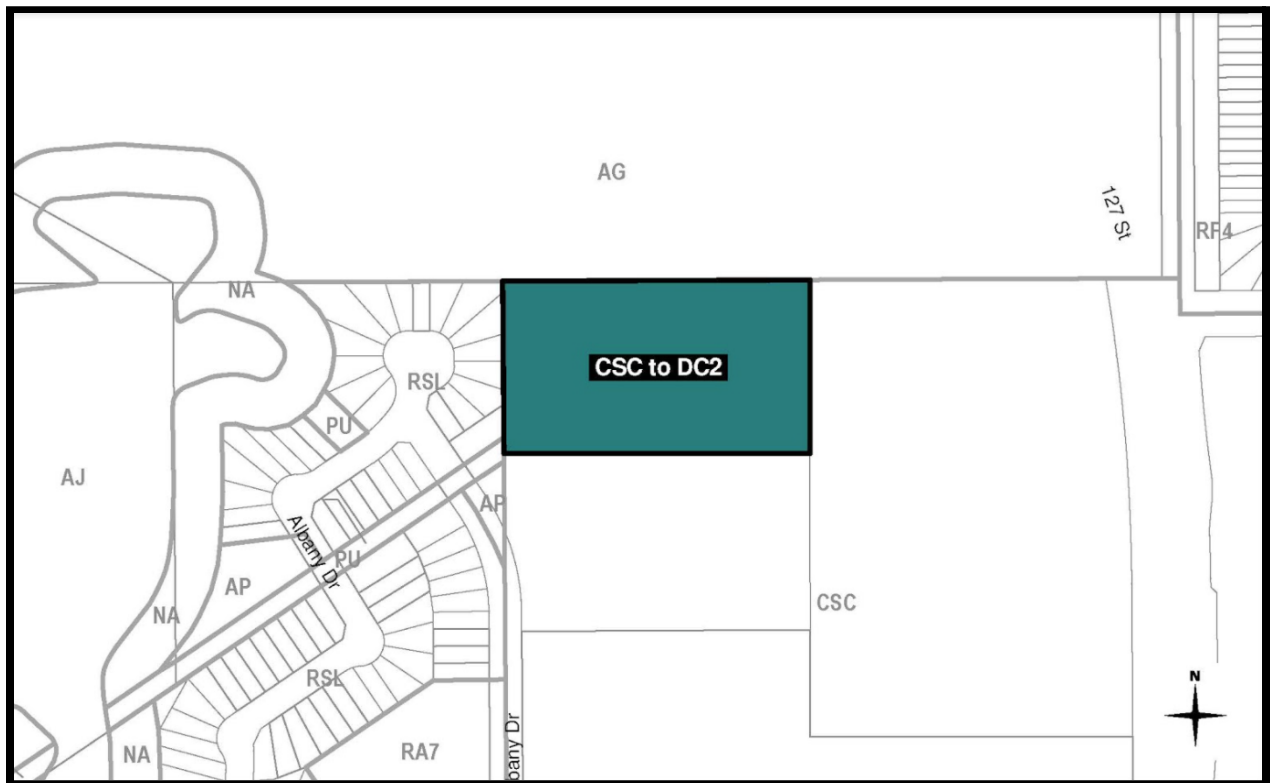 AG
127 St
RF4
NA
CSC to DC2
RSL
PU
AJ
AP
Albany Dr
PU
AP
NA
CSC
RSL
N
NA
RA7
bany Dr